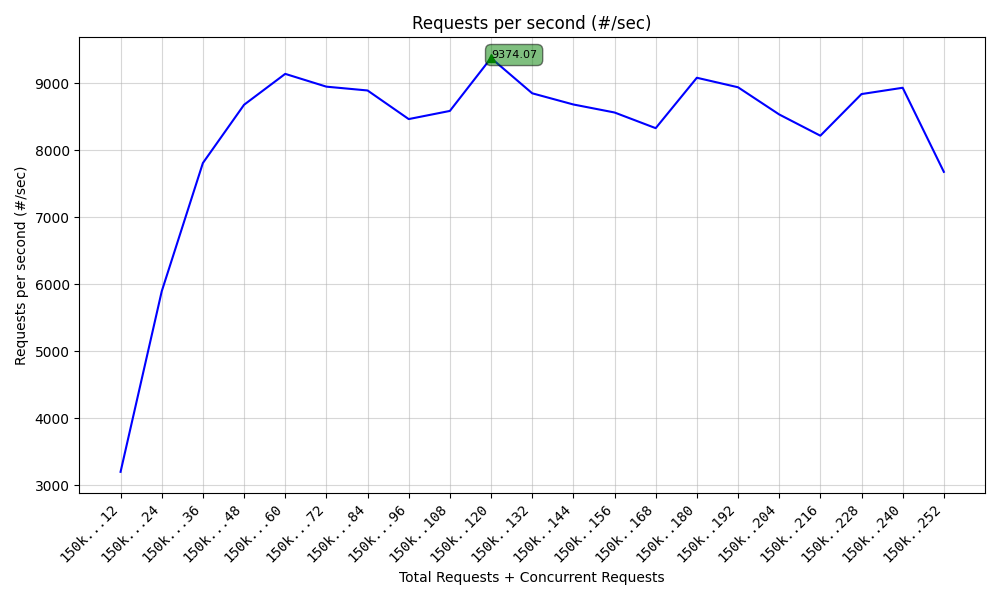 Requests per second (#/sec)
9374.07
9000
8000
7000
6000
5000
4000
3000
Requests per second (#/sec)
150k...12
150k...24
150k...36
150k...48
150k...60
150k...72
150k...84
150k...96
150k...108
150k...120
150k...132
150k...144
150k...156
150k...168
150k...180
150k...192
150k...204
150k...216
150k...228
150k...240
150k...252
Total Requests + Concurrent Requests